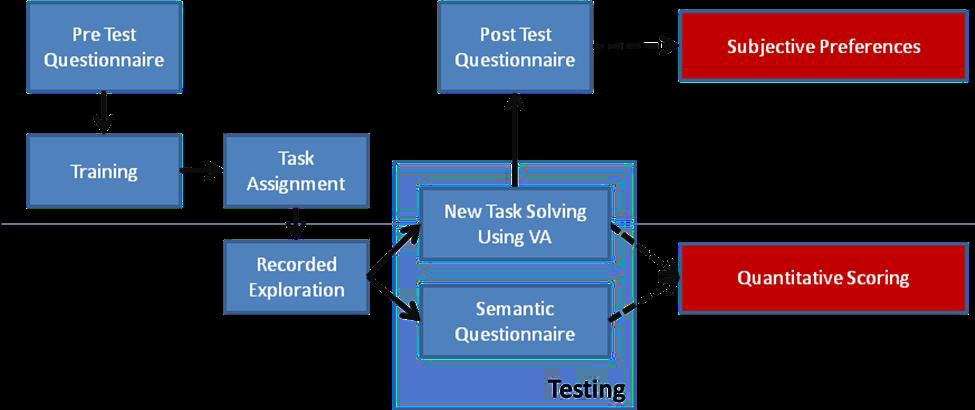 Pre Test
Questionnaire
Post Test
Questionnaire
Subjective Preferences
Training
Task
Assignment
New Task Solving
Using VA
Recorded
Exploration
Quantitative Scoring
Semantic
Questionnaire
Testing